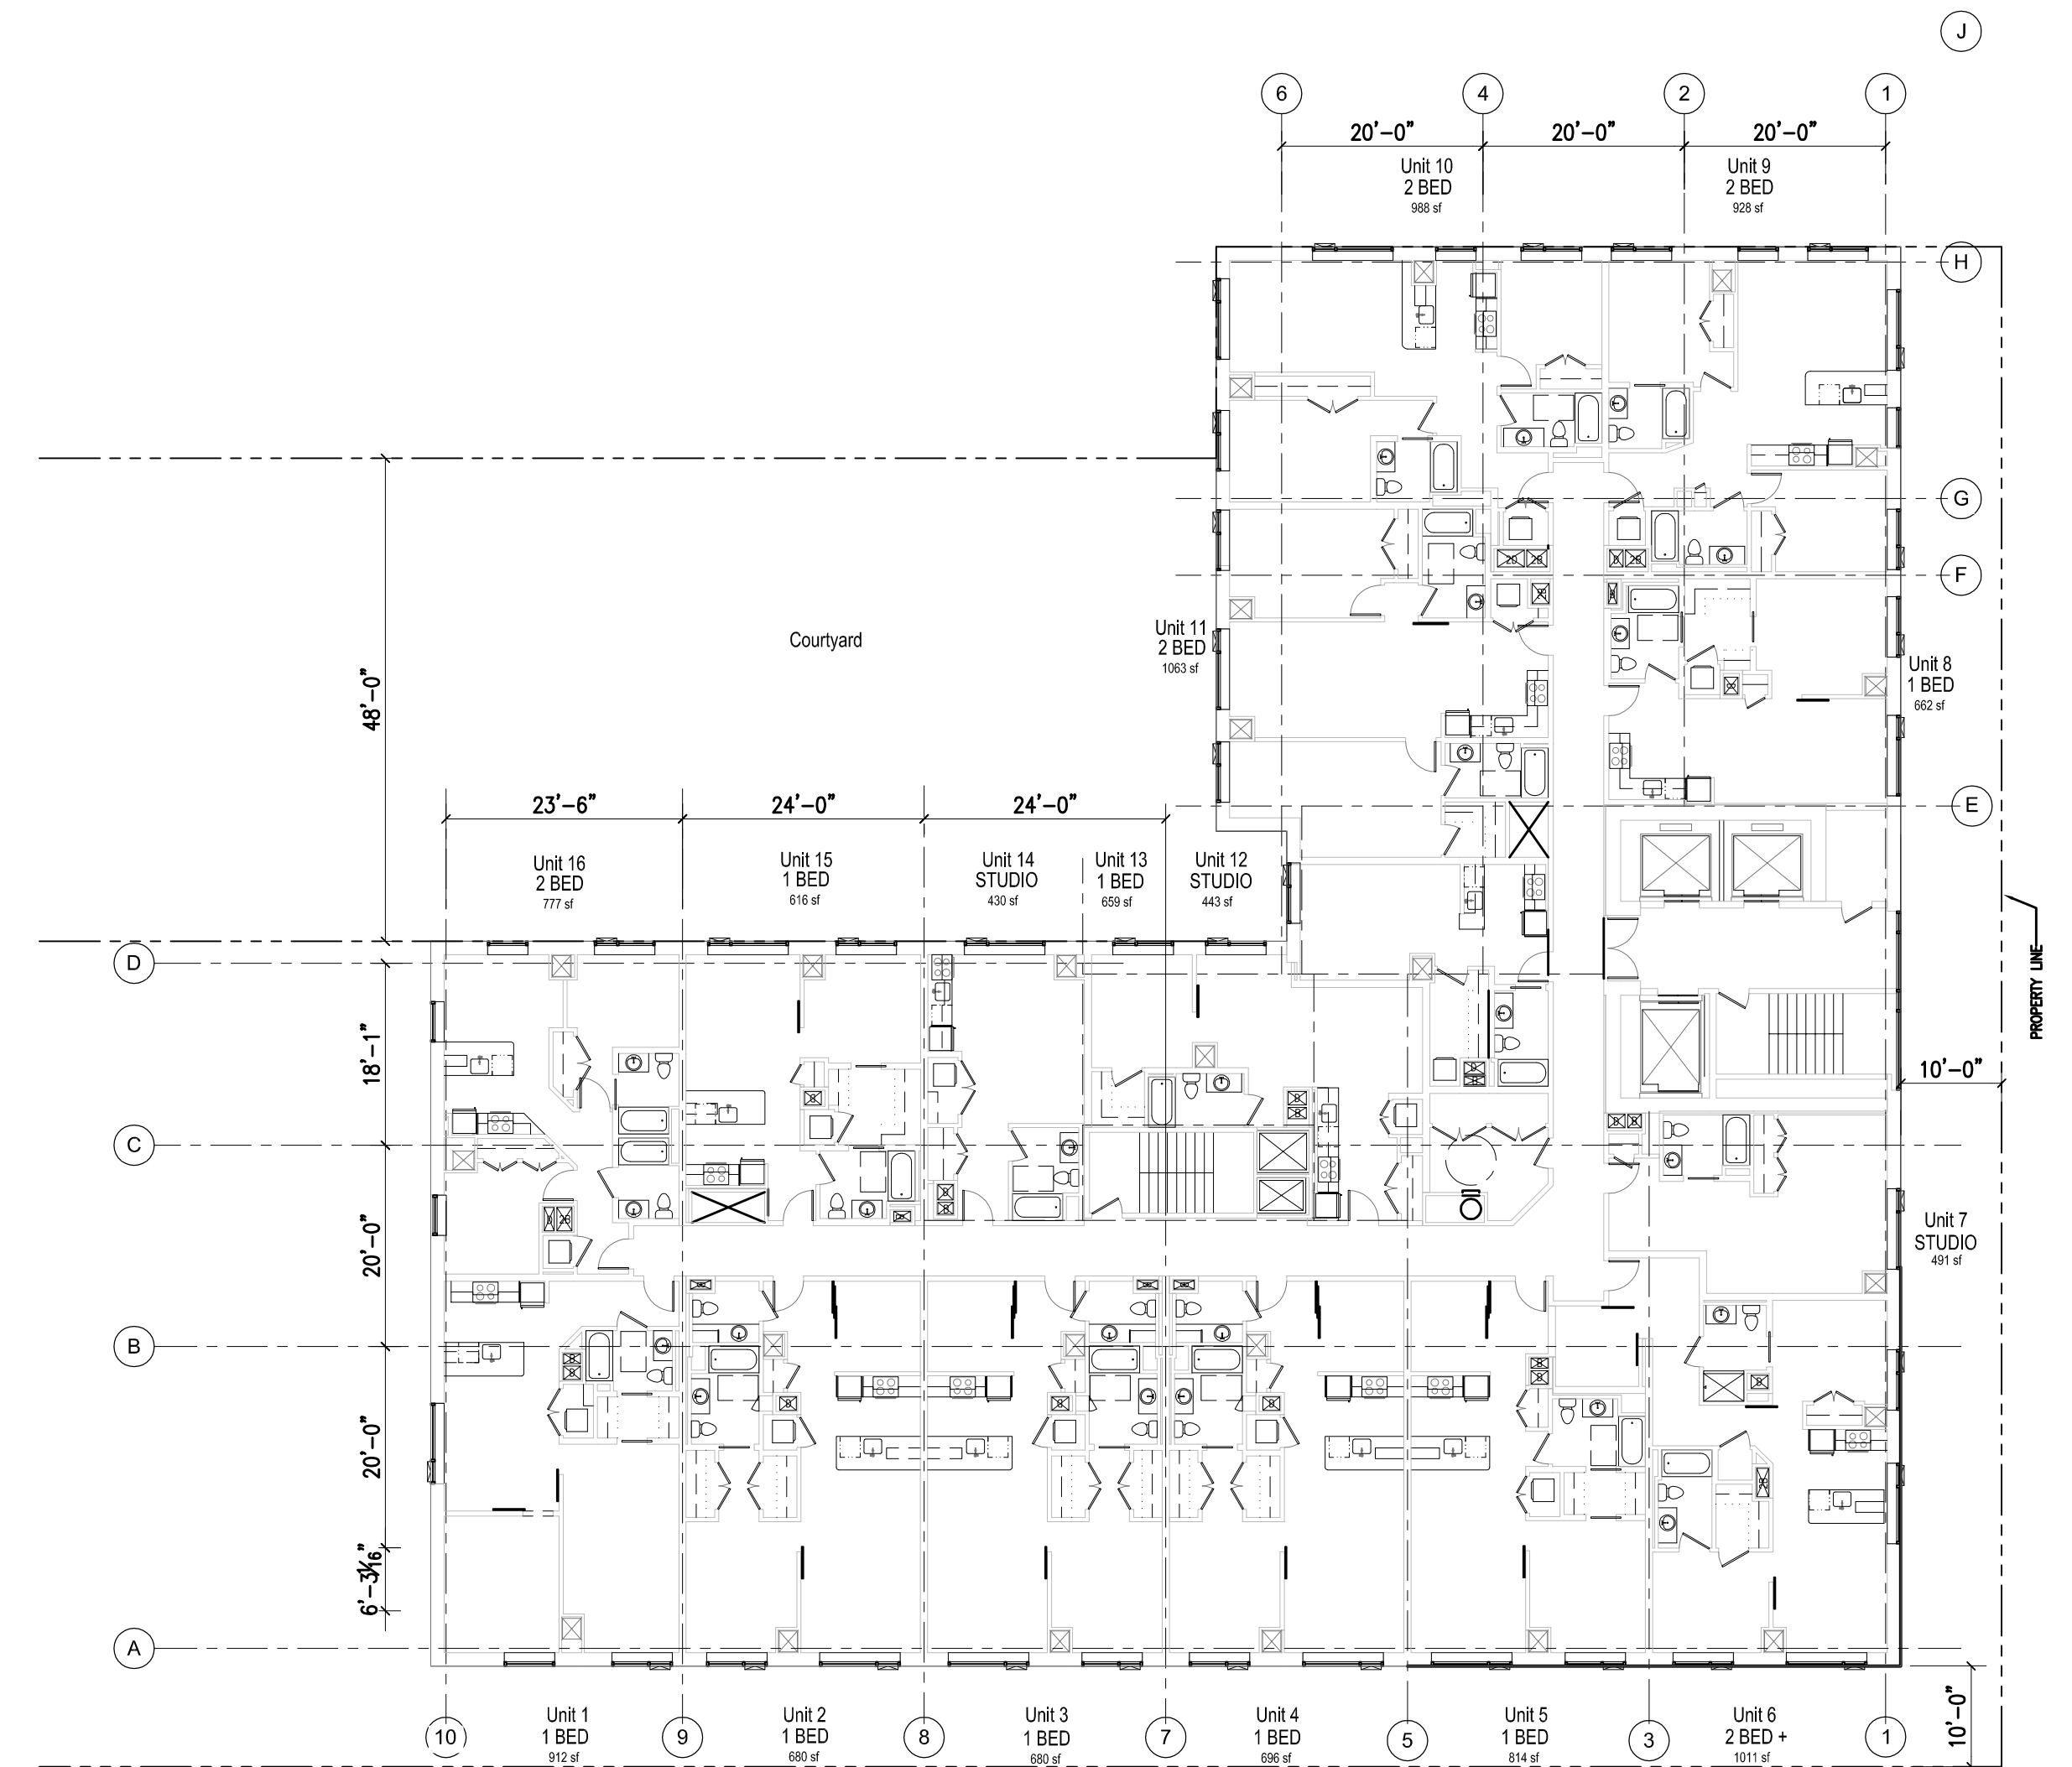 J
6
4
2
1
20'-0"
20'-0"
20'-0"
Unit 10
2 BED
988 sf
Unit 9
2 BED
928 sf
H
G
F
Courtyard
Unit 11
2 BED
1063 sf
Unit 8
1 BED
662 sf
48'-0"
E
23'-6"
24'-0"
24'-0"
Unit 16
2 BED
777 sf
Unit 15
1 BED
616 sf
Unit 14
STUDIO
430 sf
Unit 13
1 BED
659 sf
Unit 12
STUDIO
443 sf
PROPERTY LINE
D
18'-1"
10'-0"
C
20'-0"
Unit 7
STUDIO
491 sf
B
20'-0"
6'-3 1/16"
A
10'-0"
10
9
8
7
5
3
1
Unit 1
1 BED
912 sf
Unit 2
1 BED
680 sf
Unit 3
1 BED
680 sf
Unit 4
1 BED
696 sf
Unit 5
1 BED
814 sf
Unit 6
2 BED +
1011 sf